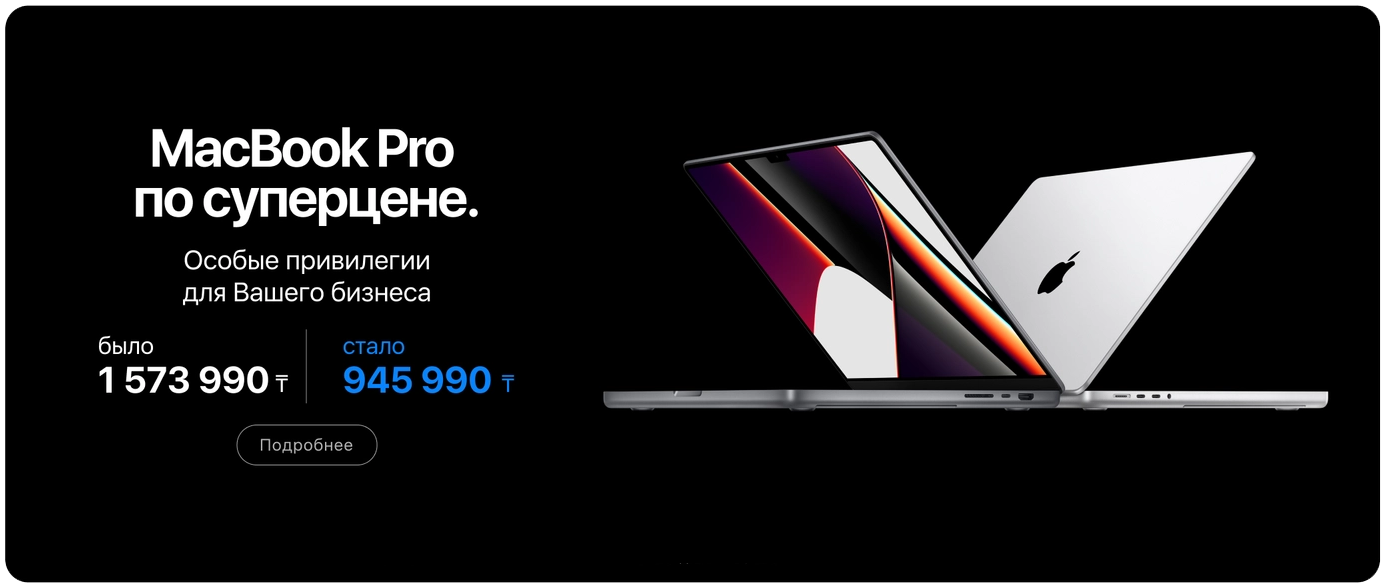 MacBook Pro
по суперцене.
Особые привилегии
для Вашего бизнеса
было
1 573 990 ₸
стало
945 990 ₸
Подробнее